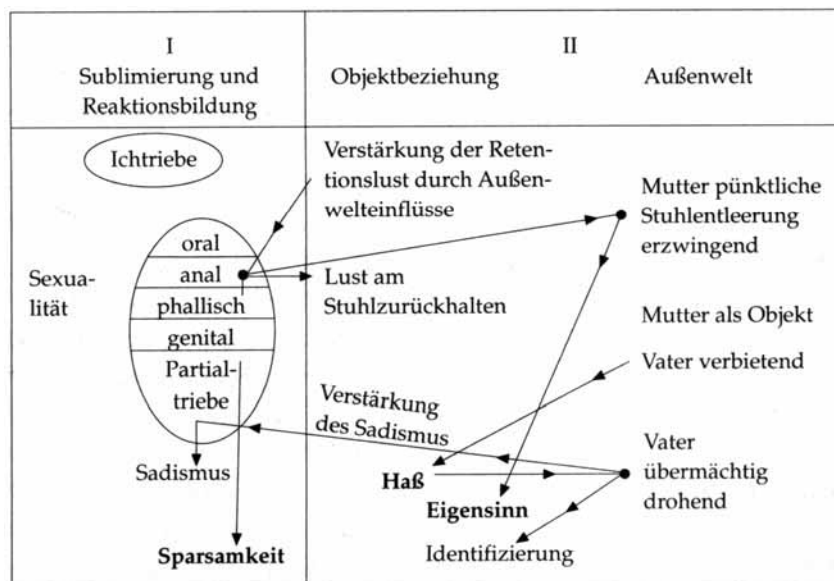 I
Sublimierung und
Reaktionsbildung
II
Objektbeziehung
Außenwelt
Ichtriebe
Sexua-
lität
oral
anal
phallisch
genital
Partial-
triebe
Sadismus
Sparsamkeit
Verstärkung der Reten-
tionslust durch Außen-
welteinflüsse
Lust am
Stuhlzurückhalten
Verstärkung
des Sadismus
Haß
Eigensinn
Identifizierung
Mutter pünktliche
Stuhlentleerung
erzwingend
Mutter als Objekt
Vater verbietend
Vater
übermächtig
drohend